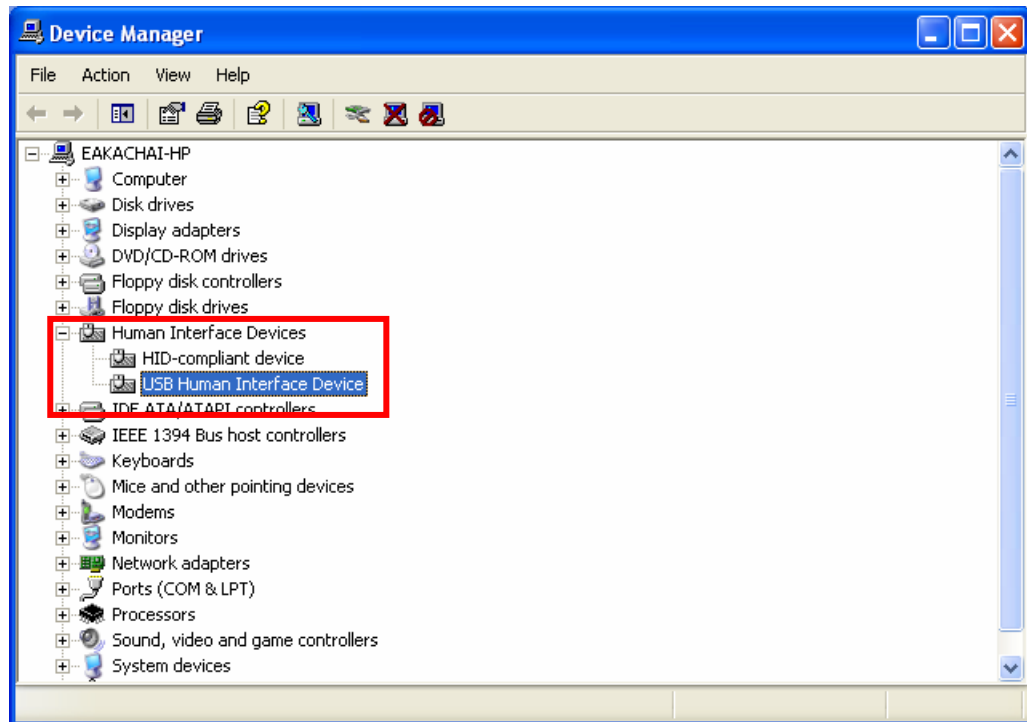 Device Manager
File Action View Help
EAKACHAI-HP
Computer
Disk drives
Display adapters
DVD/CD-ROM drives
Floppy disk controllers
Floppy disk drives
Human Interface Devices
HID-compliant device
USB Human Interface Device
IDE ATA/ATAPI controllers
IEEE 1394 Bus host controllers
Keyboards
Mice and other pointing devices
Modems
Monitors
Network adapters
Ports (COM & LPT)
Processors
Sound, video and game controllers
System devices